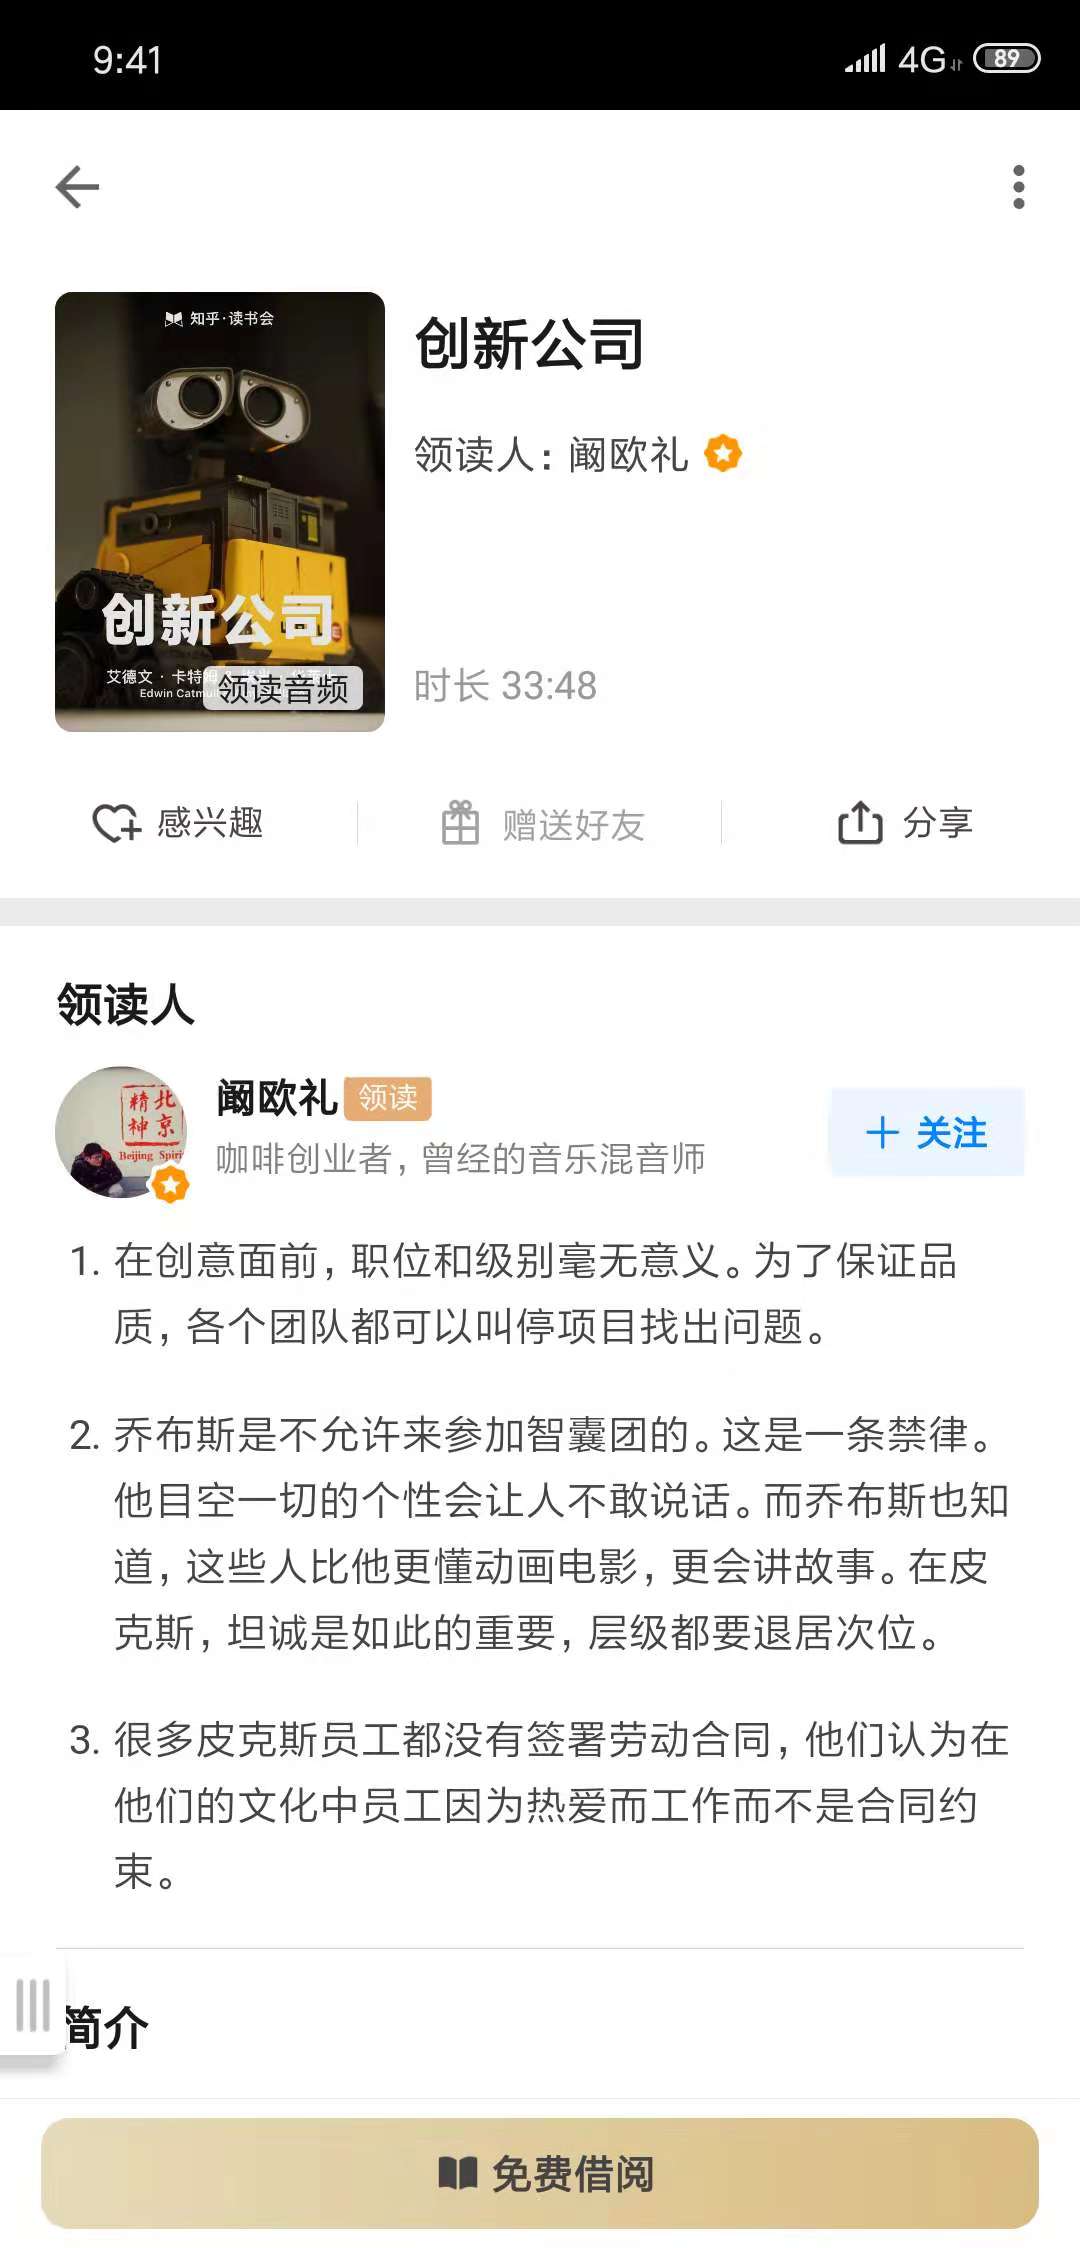 9:41
4G
89
知乎·读书会
创新公司
艾德文·卡特姆
Edwin Catmull
领读音频
创新公司
领读人：阚欧礼
时长 33:48
感兴趣
赠送好友
分享
领读人
精北
神京
Beijing Spiri
阚欧礼 领读
咖啡创业者，曾经的音乐混音师
+ 关注
1. 在创意面前，职位和级别毫无意义。为了保证品
质，各个团队都可以叫停项目找出问题。
2. 乔布斯是不允许来参加智囊团的。这是一条禁律。
他目空一切的个性会让人不敢说话。而乔布斯也知
道，这些人比他更懂动画电影，更会讲故事。在皮
克斯，坦诚是如此的重要，层级都要退居次位。
3. 很多皮克斯员工都没有签署劳动合同，他们认为在
他们的文化中员工因为热爱而工作而不是合同约
束。
简介
免费借阅